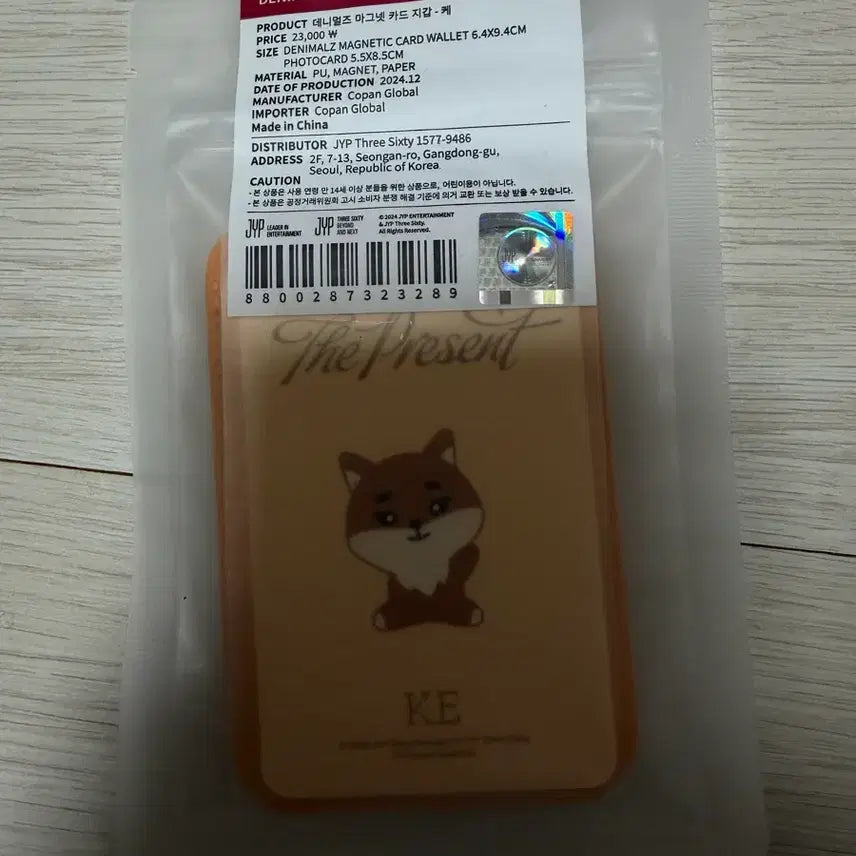 PRODUCT 데니멀즈 마그넷 카드 지갑 - 케
PRICE 23,000 ₩
SIZE DENIMALZ MAGNETIC CARD WALLET 6.4X9.4CM
PHOTOCARD 5.5X8.5CM
MATERIAL PU, MAGNET, PAPER
DATE OF PRODUCTION 2024.12
MANUFACTURER Copan Global
IMPORTER Copan Global
Made in China
DISTRIBUTOR JYP Three Sixty 1577-9486
ADDRESS 2F, 7-13, Seongan-ro, Gangdong-gu,
Seoul, Republic of Korea
CAUTION
- 본 상품은 사용 연령 만 14세 이상 분들을 위한 상품으로, 어린이용이 아닙니다.
- 본 상품은 공정거래위원회 고시 소비자 분쟁 해결 기준에 의거 교환 또는 보상 받을 수 있습니다.
JYP LEADER IN ENTERTAINMENT
JYP THREE SIXTY BEYOND AND NEXT
© 2024 JYP ENTERTAINMENT
& JYP Three Sixty.
All Rights Reserved.
JYP
8800287323289
The Present
KE